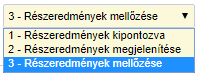 3 - Részeredmények mellőzése
1 - Részeredmények kipontozva
2 - Részeredmények megjelenítése
3 - Részeredmények mellőzése